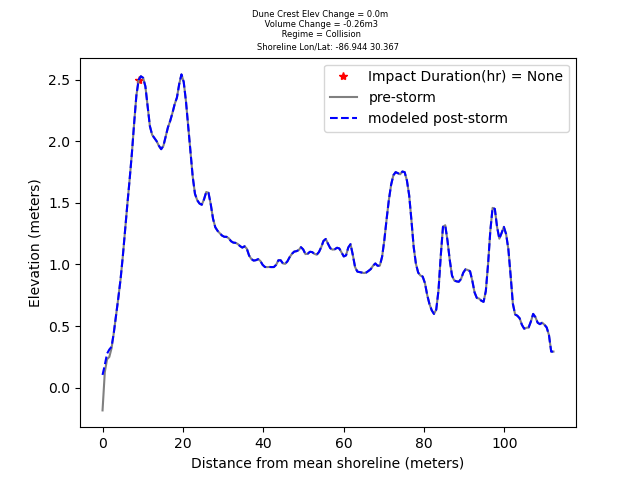 Dune Crest Elev Change = 0.0m
Volume Change = -0.26m3
Regime = Collision
Shoreline Lon/Lat: -86.944 30.367
Impact Duration(hr) = None
pre-storm
modeled post-storm
Elevation (meters)
2.5
2.0
1.5
1.0
0.5
0.0
0 20 40 60 80 100
Distance from mean shoreline (meters)